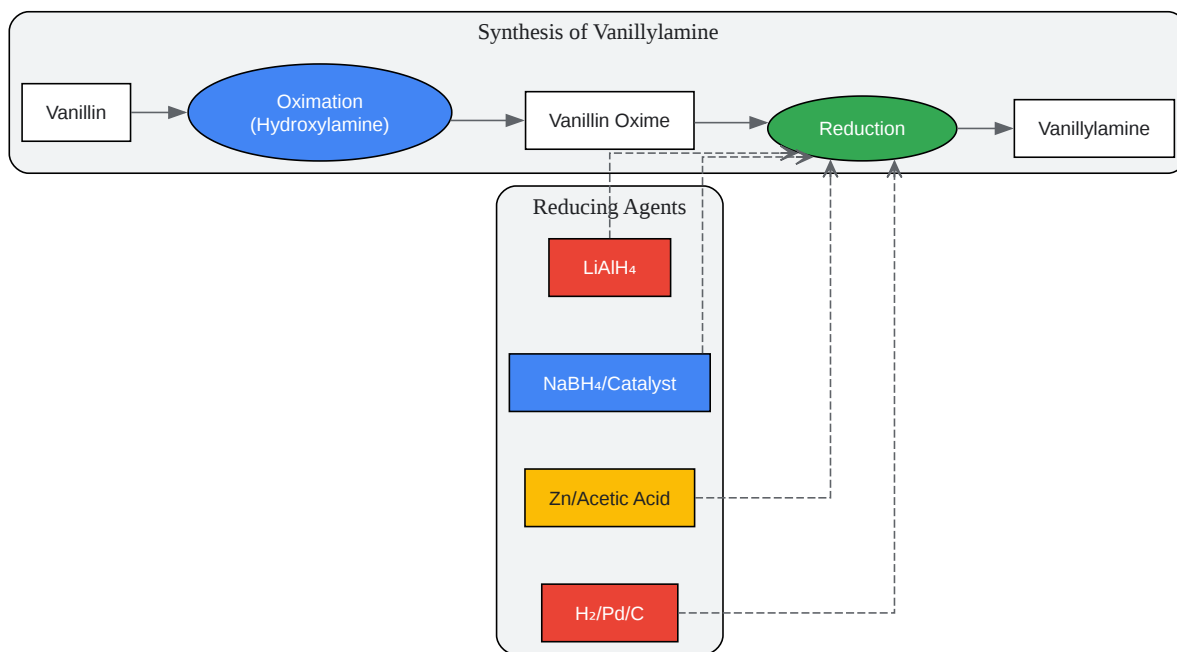 Synthesis of Vanillylamine
Vanillin
Oximation
(Hydroxylamine)
Vanillin Oxime
Reduction
Vanillylamine
Reducing Agents
LiAlH₄
NaBH₄/Catalyst
Zn/Acetic Acid
H₂/Pd/C